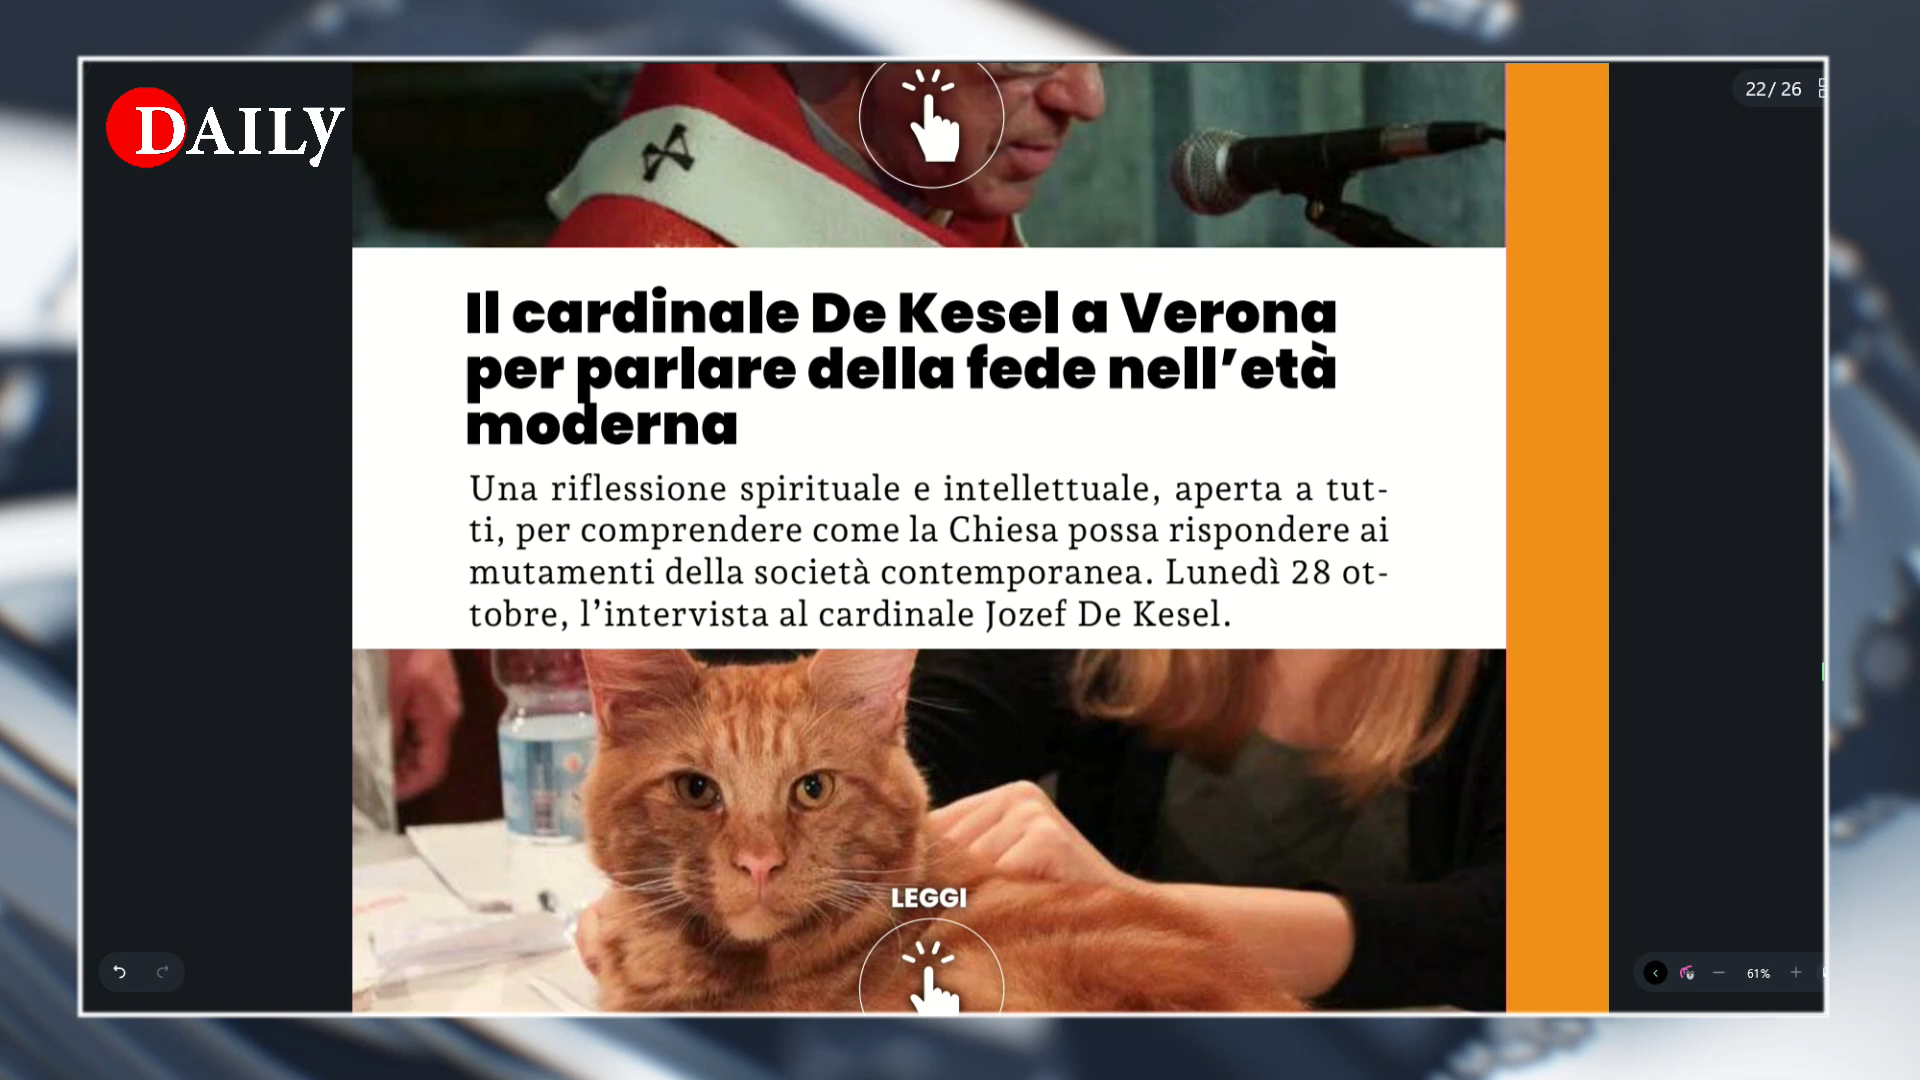 DAILY
22/ 26
Il cardinale De Kesel a Verona
per parlare della fede nell’età
moderna
Una riflessione spirituale e intellettuale, aperta a tut-
ti, per comprendere come la Chiesa possa rispondere ai
mutamenti della società contemporanea. Lunedì 28 ot-
tobre, l’intervista al cardinale Jozef De Kesel.
LEGGI
61%